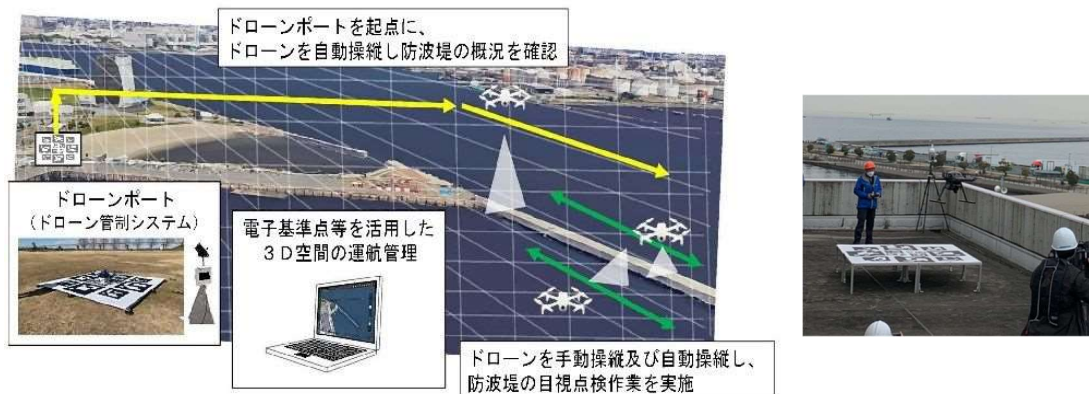 ドローンポートを起点に、
ドローンを自動操縦し防波堤の概況を確認
ドローンポート
（ドローン管制システム）
電子基準点等を活用した
３Ｄ空間の運航管理
ドローンを手動操縦及び自動操縦し、
防波堤の目視点検作業を実施